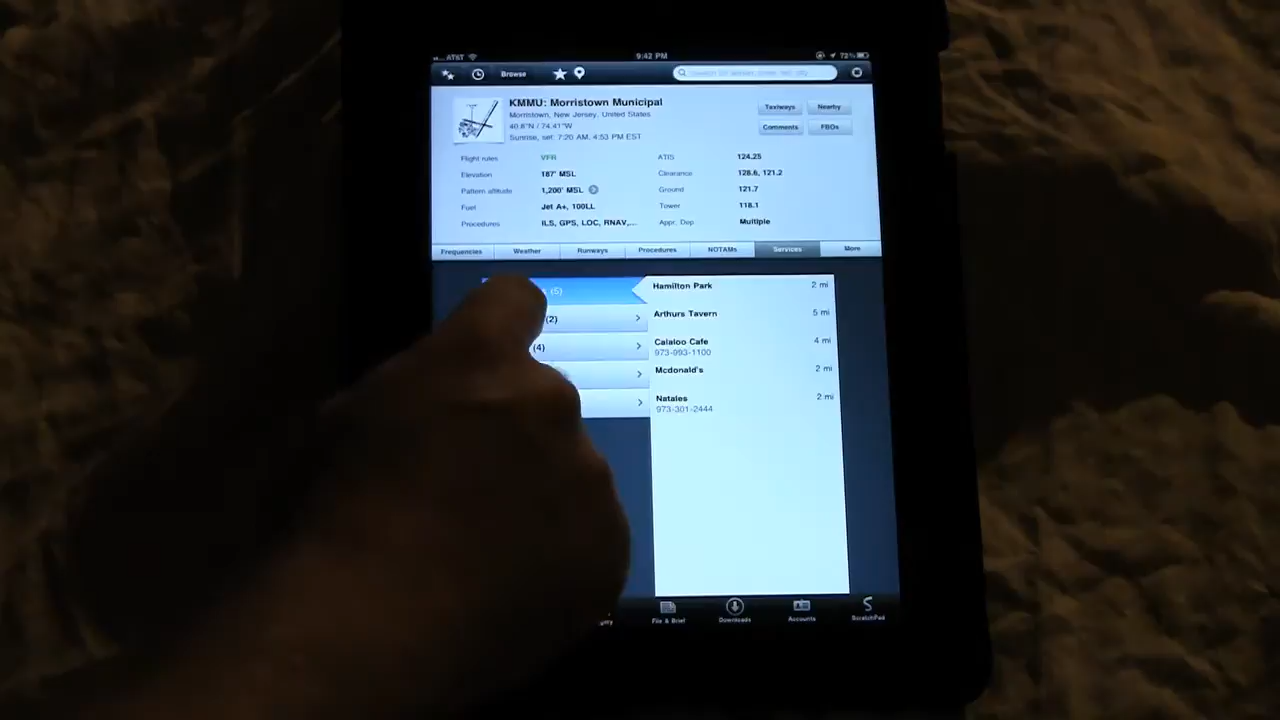 AT&T 9:42 PM 72%
Browse
KMMU: Morristown Municipal
Morristown, New Jersey, United States
40.8°N / 74.41°W
Sunrise, set: 7:20 AM, 4:53 PM EST
Taxiways Nearby
Comments FBOs
Flight rules VFR ATIS 124.25
Elevation 187' MSL Clearance 128.6, 121.2
Pattern altitude 1,200' MSL Ground 121.7
Fuel Jet A+, 100LL Tower 118.1
Procedures ILS, GPS, LOC, RNAV,... Appr, Dep Multiple
Frequencies Weather Runways Procedures NOTAMs Services More
(5)
(2)
(4)
Hamilton Park 2 mi
Arthurs Tavern 5 mi
Calaloo Cafe 4 mi
973-993-1100
Mcdonald's 2 mi
Natales 2 mi
973-301-2444
File & Brief Downloads Accounts ScratchPad